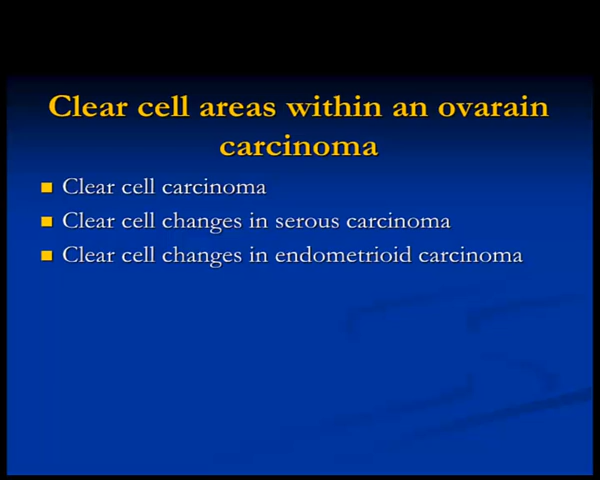 Clear cell areas within an ovarain
carcinoma
Clear cell carcinoma
Clear cell changes in serous carcinoma
Clear cell changes in endometrioid carcinoma